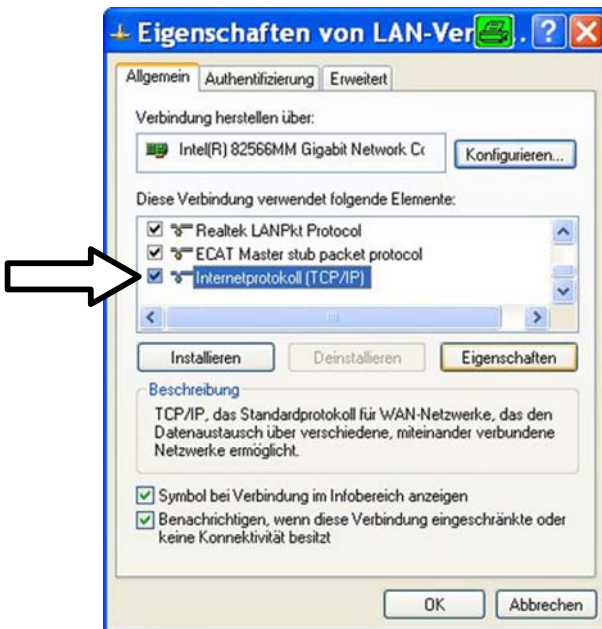 Eigenschaften von LAN-Ver . ?
Allgemein Authentifizierung Erweitert
Verbindung herstellen über:
Intel(R) 82566MM Gigabit Network Cc
Konfigurieren...
Diese Verbindung verwendet folgende Elemente:
Realtek LANPkt Protocol
ECAT Master stub packet protocol
Internetprotokoll (TCP/IP)
Installieren Deinstallieren Eigenschaften
Beschreibung
TCP/IP, das Standardprotokoll für WAN-Netzwerke, das den
Datenaustausch über verschiedene, miteinander verbundene
Netzwerke ermöglicht.
Symbol bei Verbindung im Infobereich anzeigen
Benachrichtigen, wenn diese Verbindung eingeschränkte oder
keine Konnektivität besitzt
OK Abbrechen